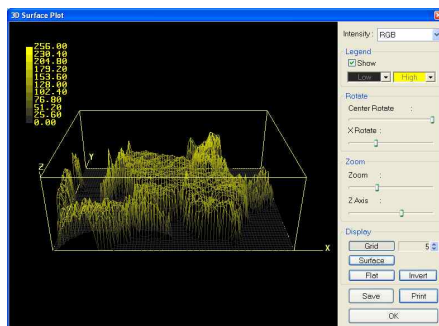 3D Surface Plot
256.00
230.40
204.80
179.20
153.60
128.00
102.40
76.80
51.20
25.60
0.00
Z
Y
X
Intensity : RGB
Legend
Show
Low High
Rotate
Center Rotate :
X Rotate :
Zoom
Zoom :
Z Axis :
Display
Grid 5
Surface
Flat Invert
Save Print
OK